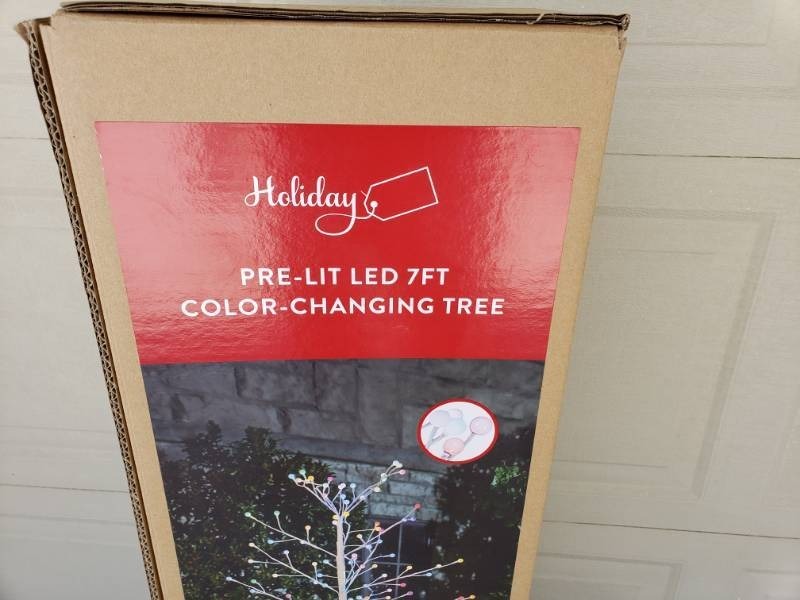 Holiday
PRE-LIT LED 7FT
COLOR-CHANGING TREE